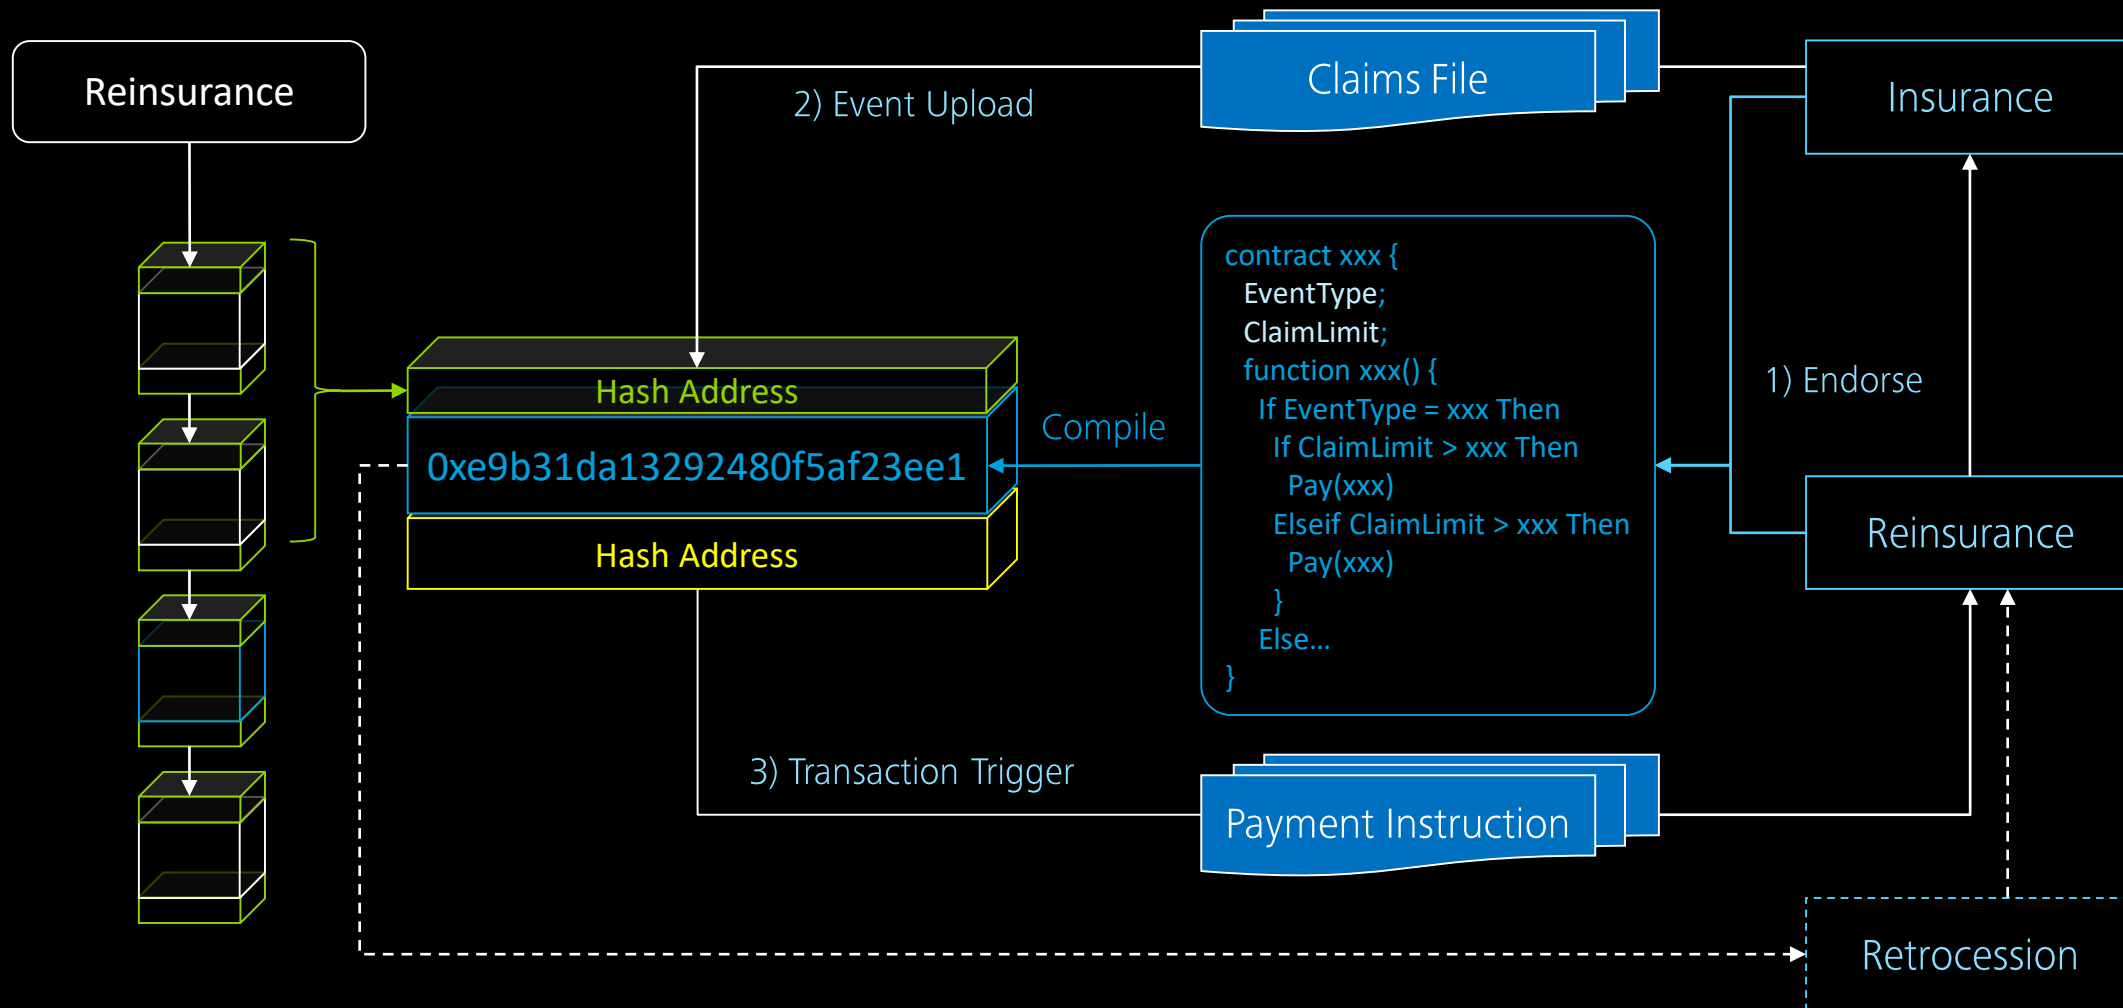 Reinsurance
Claims File
Insurance
2) Event Upload
contract xxx {
EventType;
ClaimLimit;
function xxx() {
If EventType = xxx Then
If ClaimLimit > xxx Then
Pay(xxx)
Elseif ClaimLimit > xxx Then
Pay(xxx)
}
Else...
}
1) Endorse
Hash Address
Compile
0xe9b31da13292480f5af23ee1
Hash Address
Reinsurance
3) Transaction Trigger
Payment Instruction
Retrocession